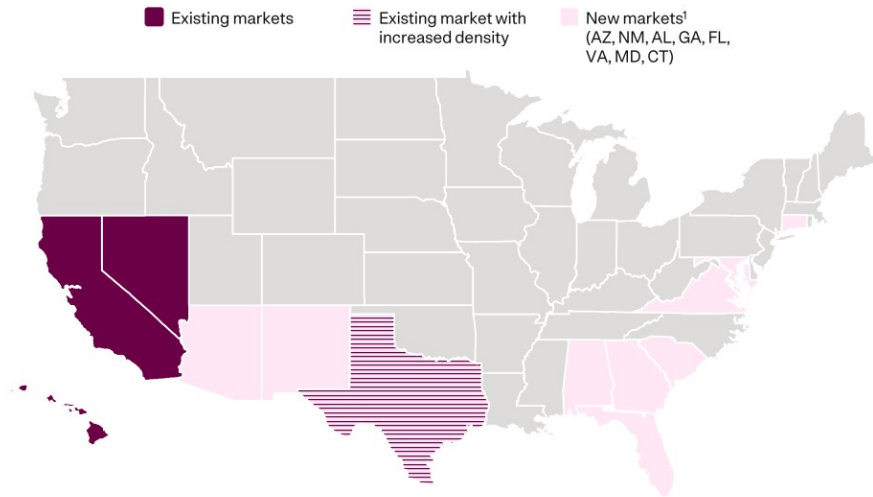 Existing markets
Existing market with
increased density
New markets¹
(AZ, NM, AL, GA, FL,
VA, MD, CT)